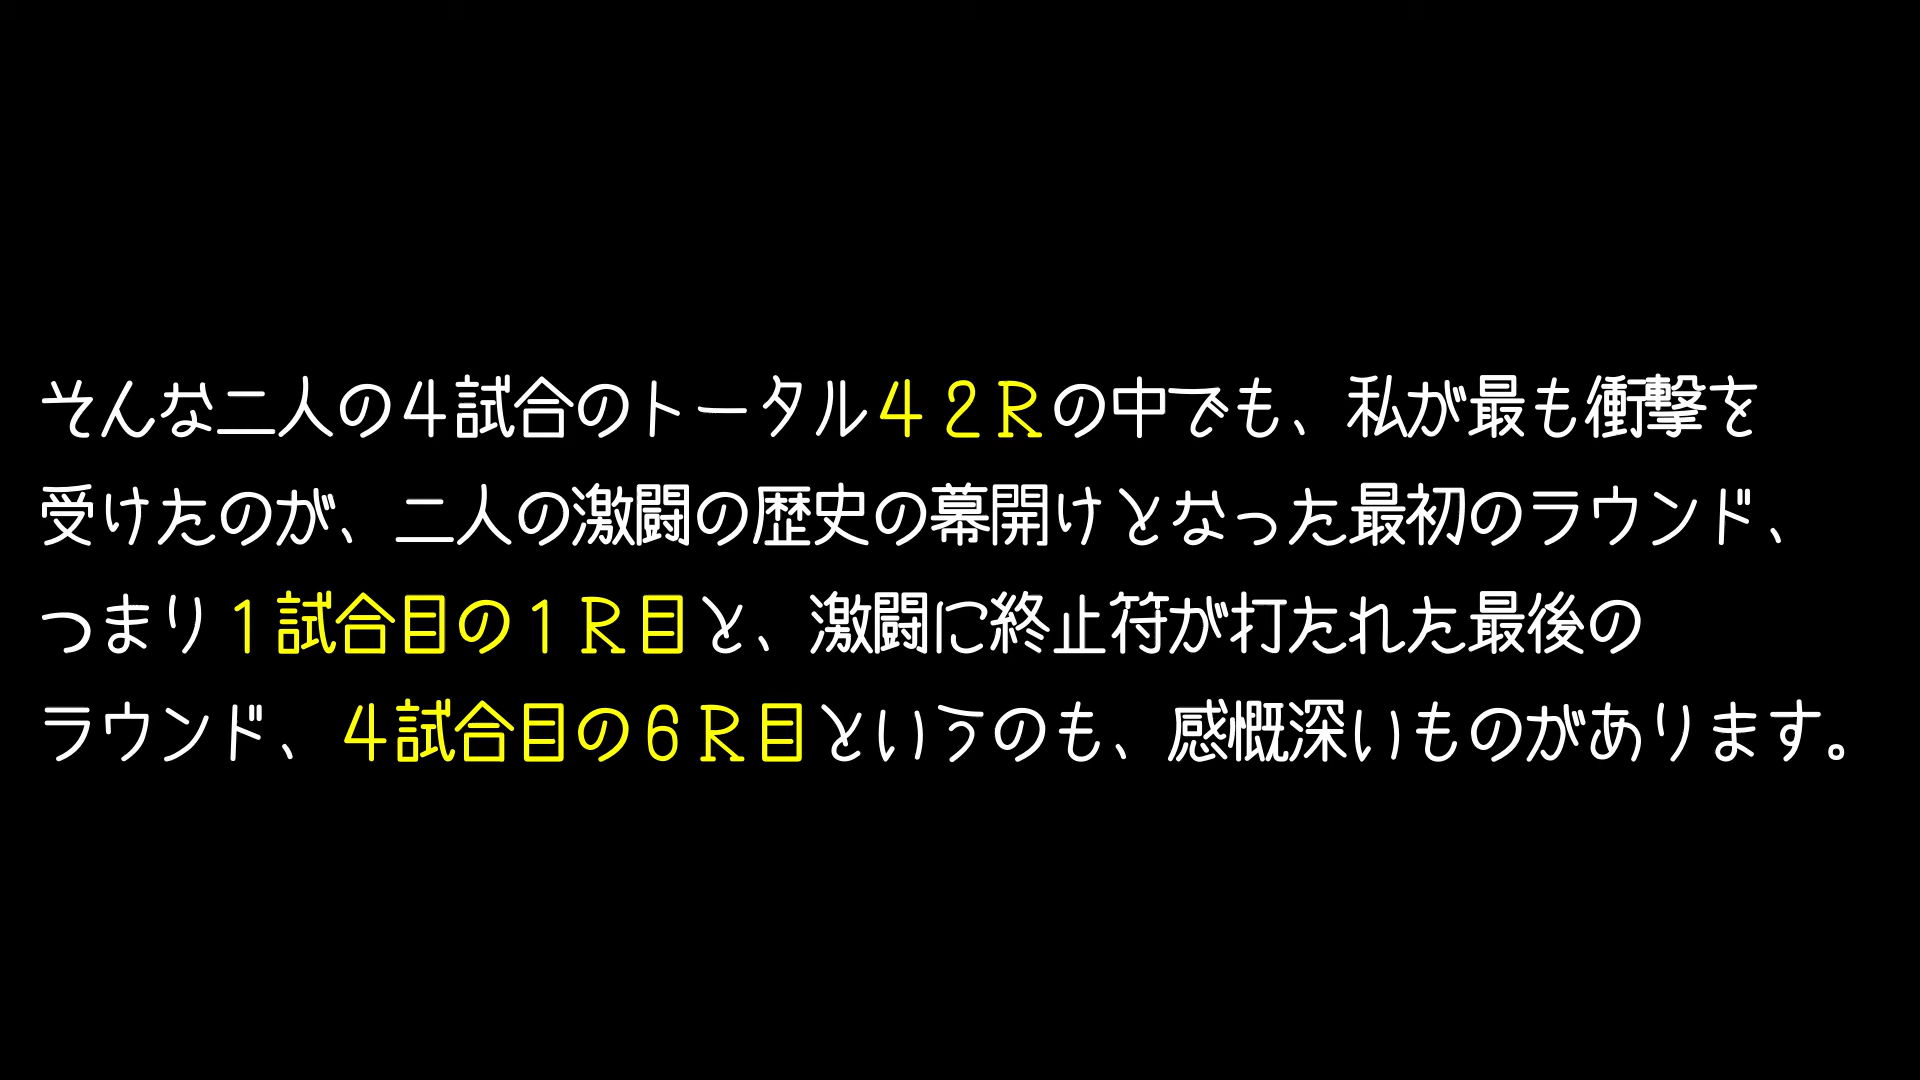 そんな二人の４試合のトータル４２Ｒの中でも、私が最も衝撃を
受けたのが、二人の激闘の歴史の幕開けとなった最初のラウンド、
つまり１試合目の１Ｒ目と、激闘に終止符が打たれた最後の
ラウンド、４試合目の６Ｒ目というのも、感慨深いものがあります。